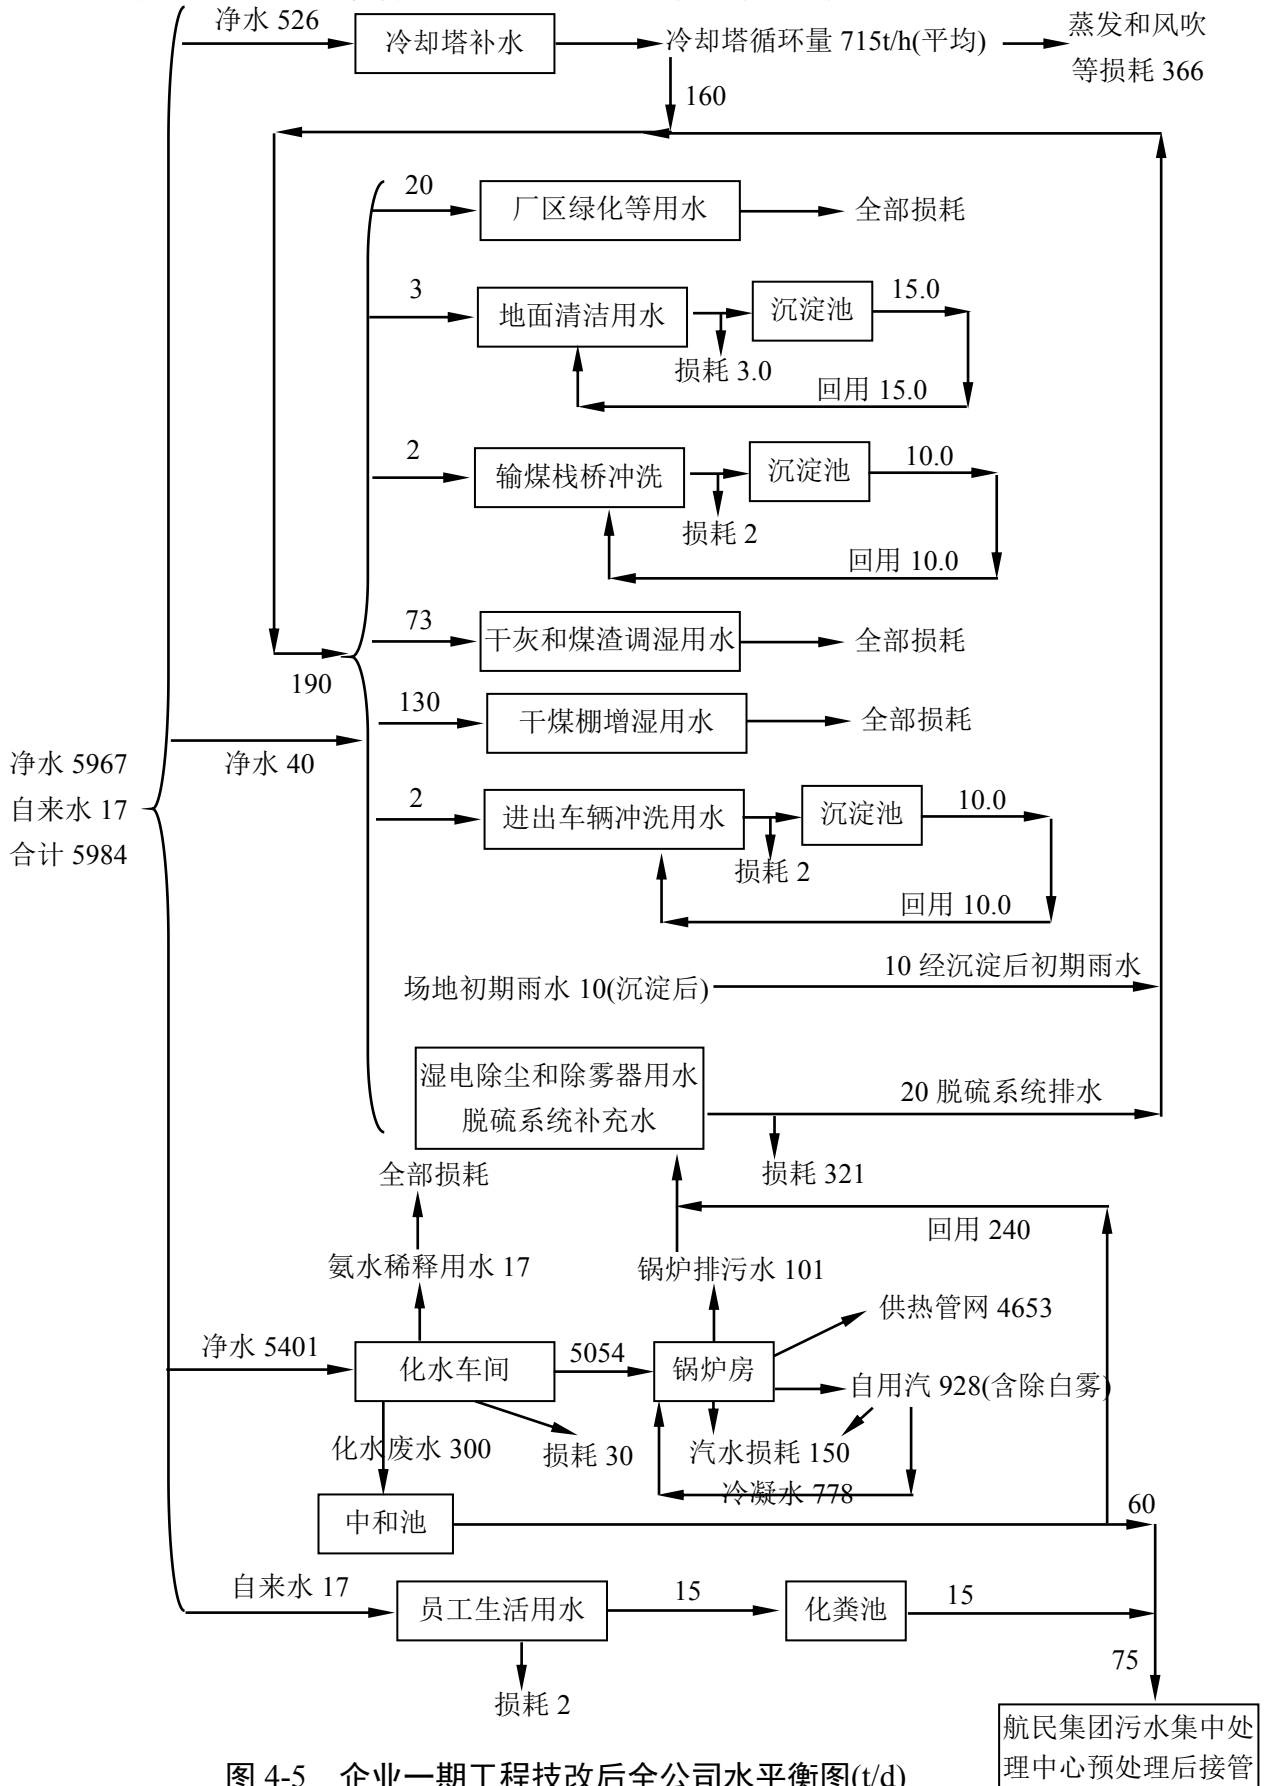 净水 526
冷却塔补水
冷却塔循环量 715t/h(平均)
蒸发和风吹
等损耗 366
160
20
厂区绿化等用水
全部损耗
3
地面清洁用水
沉淀池
15.0
损耗 3.0
回用 15.0
2
输煤栈桥冲洗
沉淀池
10.0
损耗 2
回用 10.0
73
干灰和煤渣调湿用水
全部损耗
190
130
干煤棚增湿用水
全部损耗
净水 40
净水 5967
自来水 17
合计 5984
2
进出车辆冲洗用水
沉淀池
10.0
损耗 2
回用 10.0
场地初期雨水 10(沉淀后)
10 经沉淀后初期雨水
湿电除尘和除雾器用水
脱硫系统补充水
20 脱硫系统排水
损耗 321
全部损耗
回用 240
氨水稀释用水 17
锅炉排污水 101
供热管网 4653
净水 5401
化水车间
5054
锅炉房
自用汽 928(含除白雾)
化水废水 300
损耗 30
汽水损耗 150
冷凝水 778
中和池
60
自来水 17
员工生活用水
15
化粪池
15
损耗 2
75
航民集团污水集中处
理中心预处理后接管
图 4-5 企业一期工程技改后全公司水平衡图(t/d)